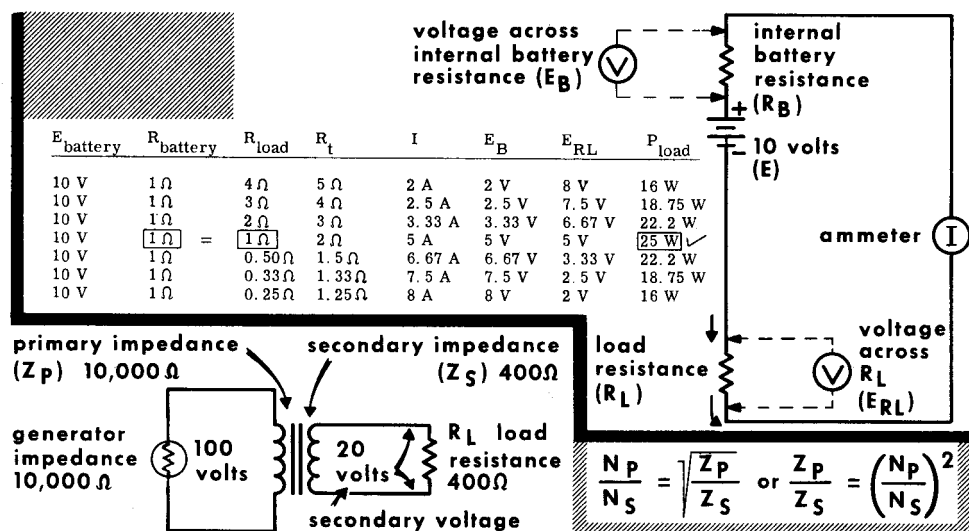 voltage across
internal battery
resistance (E_B)
V
internal
battery
resistance
(R_B)
+
10 volts
−
(E)
E_battery R_battery R_load R_t I E_B E_RL P_load
10 V 1Ω 4Ω 5Ω 2 A 2 V 8 V 16 W
10 V 1Ω 3Ω 4Ω 2.5 A 2.5 V 7.5 V 18.75 W
10 V 1Ω 2Ω 3Ω 3.33 A 3.33 V 6.67 V 22.2 W
10 V 1Ω = 1Ω 2Ω 5 A 5 V 5 V 25 W ✓
10 V 1Ω 0.50Ω 1.5Ω 6.67 A 6.67 V 3.33 V 22.2 W
10 V 1Ω 0.33Ω 1.33Ω 7.5 A 7.5 V 2.5 V 18.75 W
10 V 1Ω 0.25Ω 1.25Ω 8 A 8 V 2 V 16 W
ammeter I
load
resistance
(R_L)
V
voltage
across
R_L
(E_RL)
primary impedance
(Z_P) 10,000 Ω
secondary impedance
(Z_S) 400Ω
generator
impedance
10,000Ω
100
volts
20
volts
R_L load
resistance
400Ω
secondary voltage
N_P/N_S = √(Z_P/Z_S) or Z_P/Z_S = (N_P/N_S)²